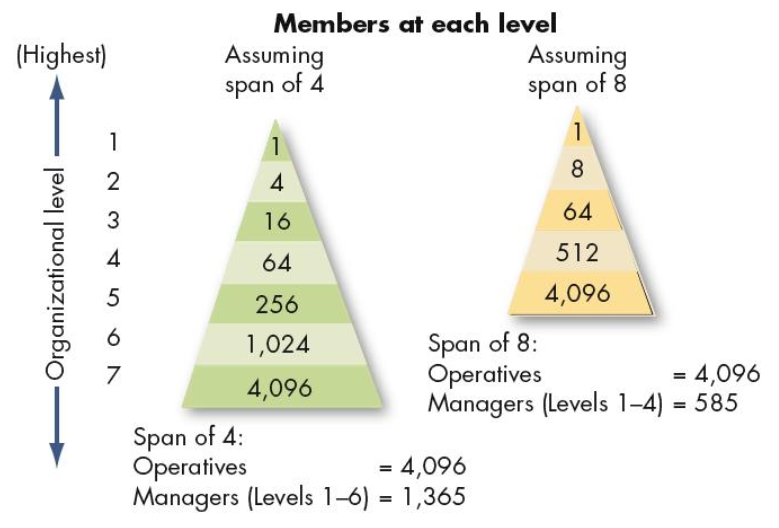 Members at each level
(Highest)
Assuming
span of 4
Assuming
span of 8
Organizational level
1
2
3
4
5
6
7
1
4
16
64
256
1,024
4,096
1
8
64
512
4,096
Span of 8:
Operatives = 4,096
Managers (Levels 1–4) = 585
Span of 4:
Operatives = 4,096
Managers (Levels 1–6) = 1,365